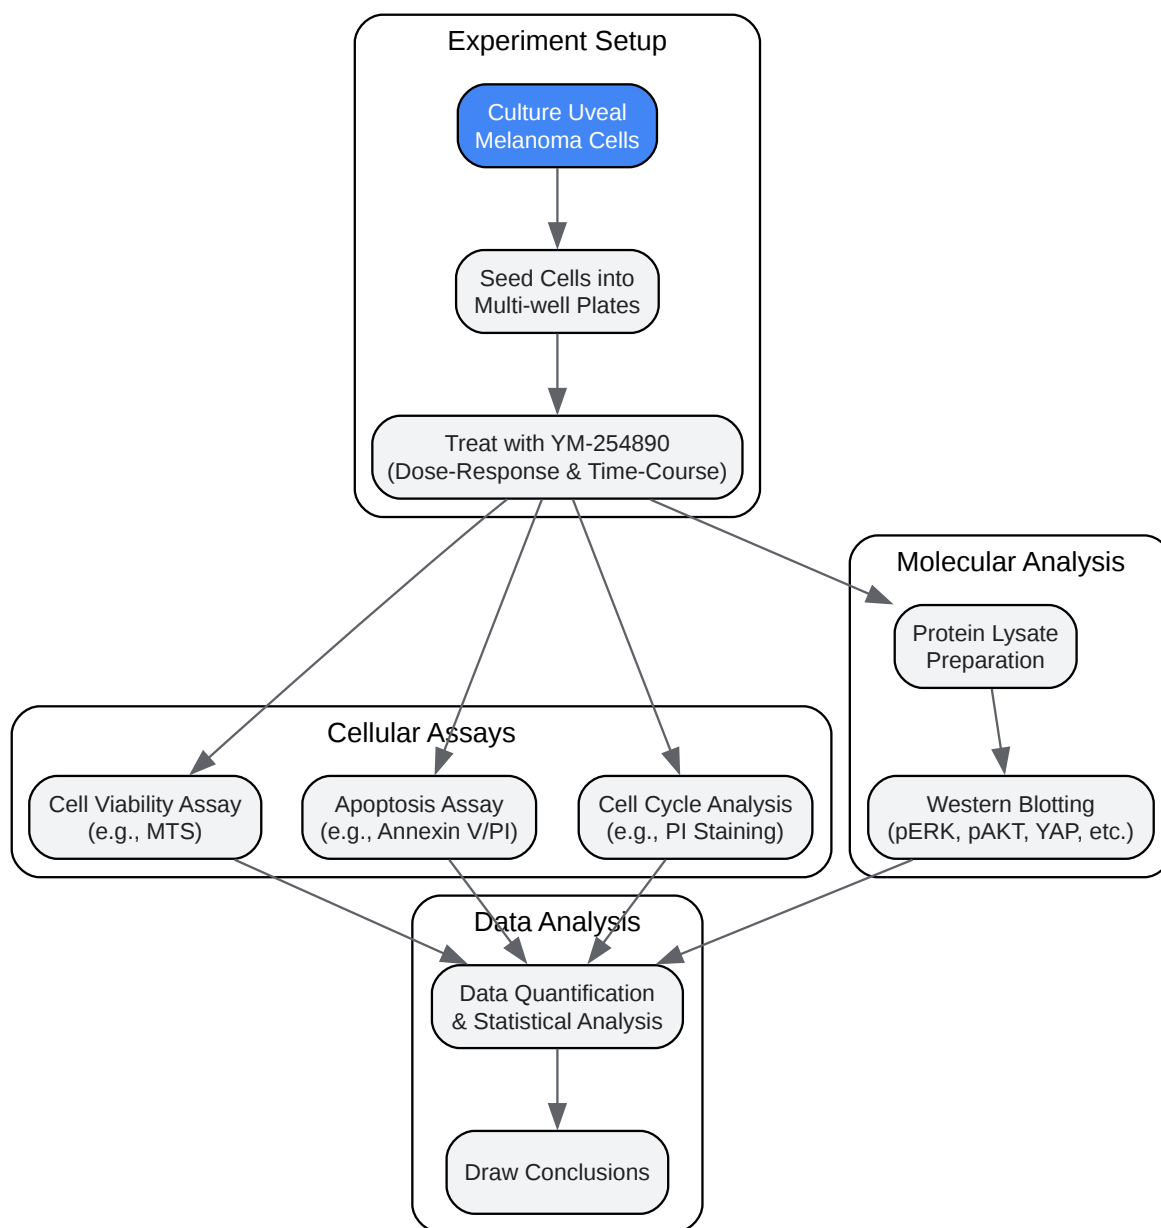 Experiment Setup
Culture Uveal
Melanoma Cells
Seed Cells into
Multi-well Plates
Treat with YM-254890
(Dose-Response & Time-Course)
Molecular Analysis
Protein Lysate
Preparation
Western Blotting
(pERK, pAKT, YAP, etc.)
Cellular Assays
Cell Viability Assay
(e.g., MTS)
Apoptosis Assay
(e.g., Annexin V/PI)
Cell Cycle Analysis
(e.g., PI Staining)
Data Analysis
Data Quantification
& Statistical Analysis
Draw Conclusions